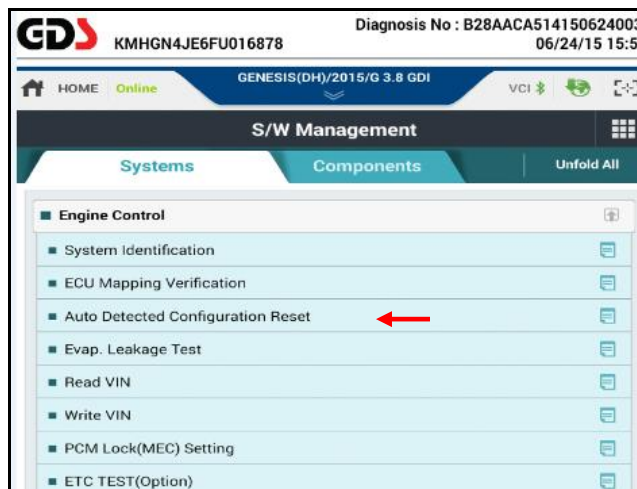 GDS KMHGN4JE6FU016878 Diagnosis No : B28AACA514150624003
06/24/15 15:5
HOME Online GENESIS(DH)/2015/G 3.8 GDI VCI
S/W Management
Systems Components Unfold All
Engine Control
System Identification
ECU Mapping Verification
Auto Detected Configuration Reset
Evap. Leakage Test
Read VIN
Write VIN
PCM Lock(MEC) Setting
ETC TEST(Option)